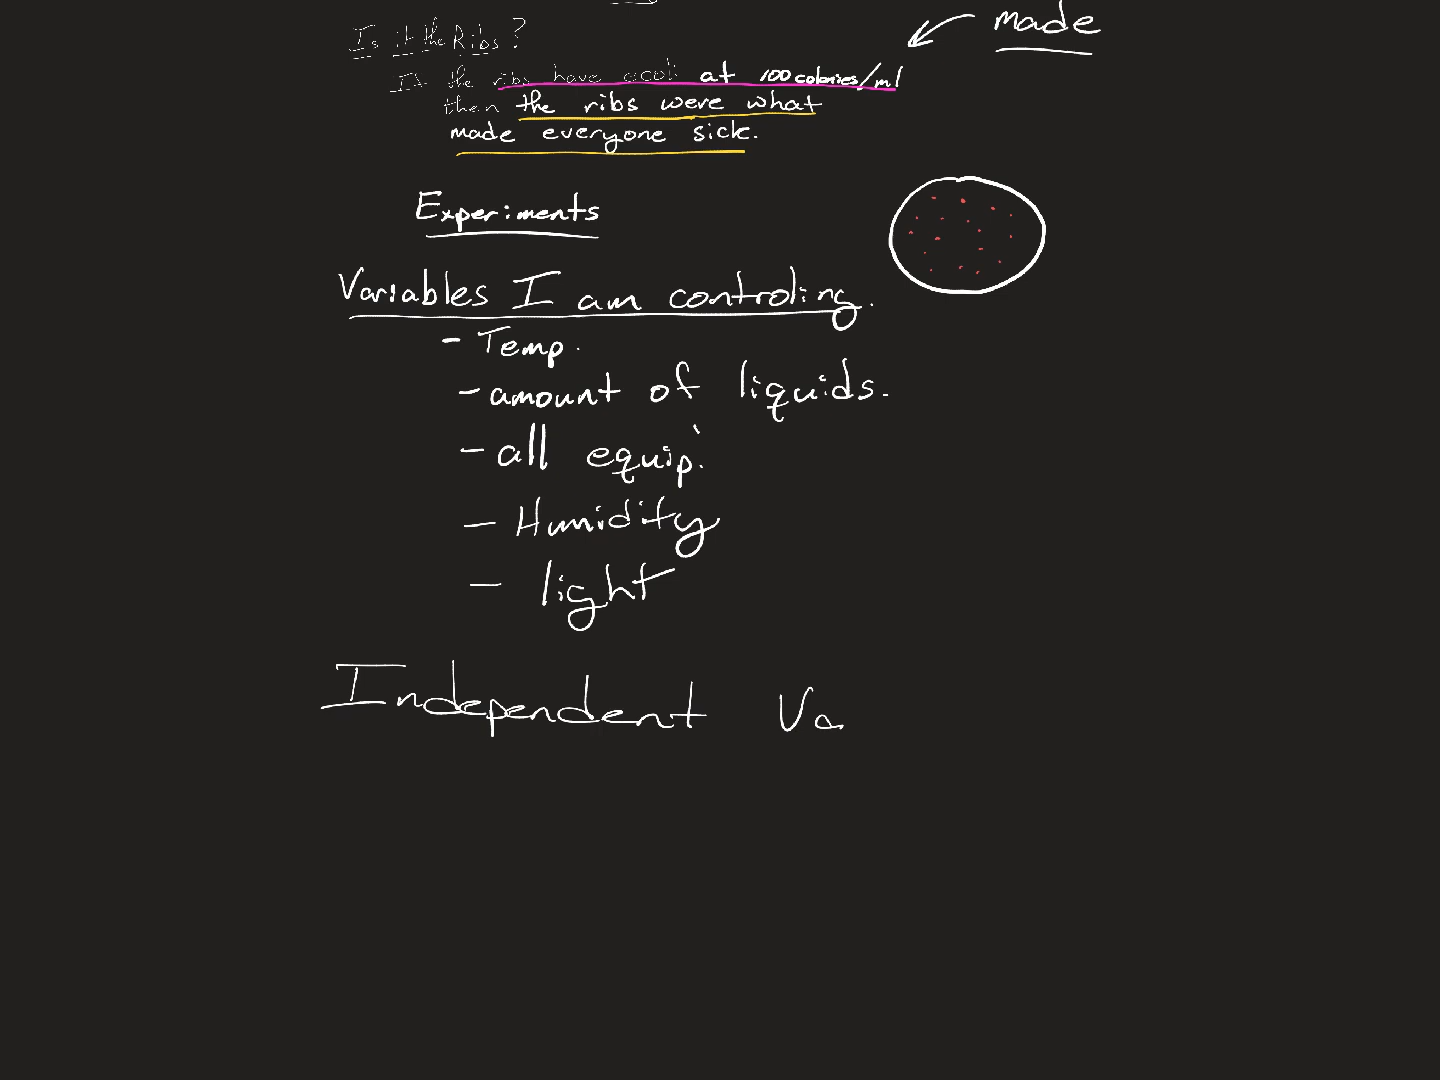 made
Is it the Ribs?
If the ribs have ecoli at 100 colonies/ml
then the ribs were what
made everyone sick.
Experiments
Variables I am controling.
- Temp.
- amount of liquids.
- all equip.
- Humidity
- light
Independent Va